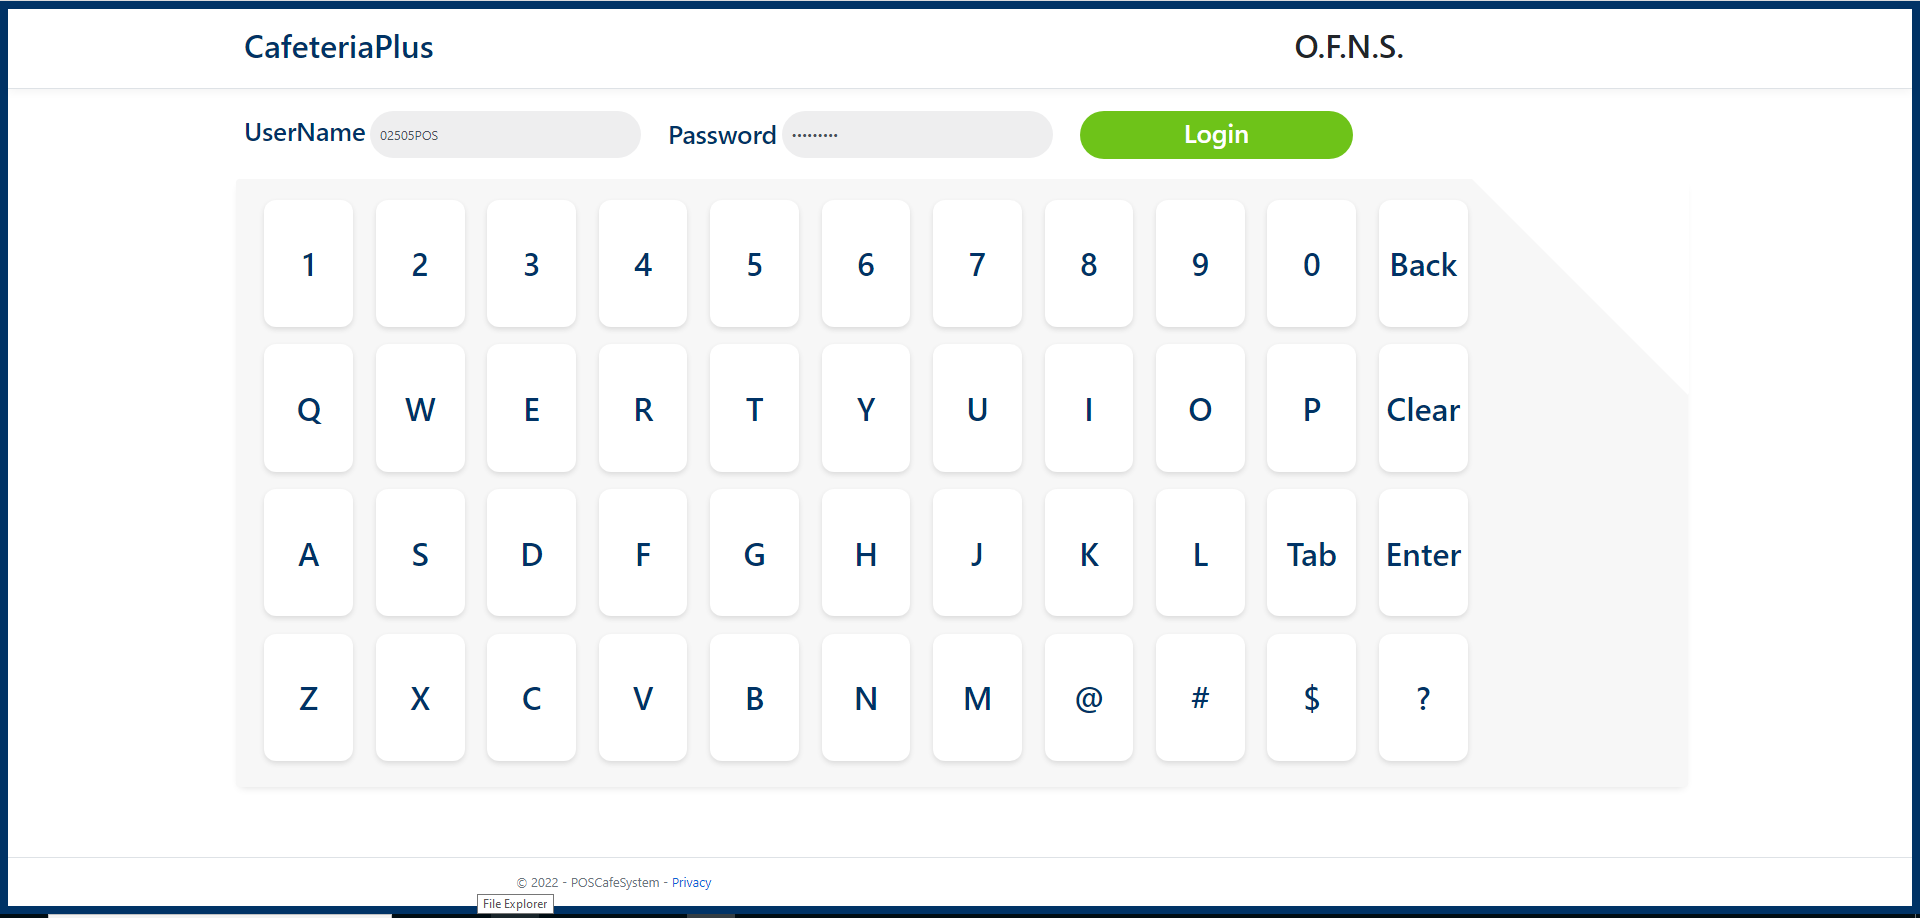 CafeteriaPlus O.F.N.S.
UserName 02505POS Password ········· Login
1 2 3 4 5 6 7 8 9 0 Back
Q W E R T Y U I O P Clear
A S D F G H J K L Tab Enter
Z X C V B N M @ # $ ?
© 2022 - POSCafeSystem - Privacy
File Explorer